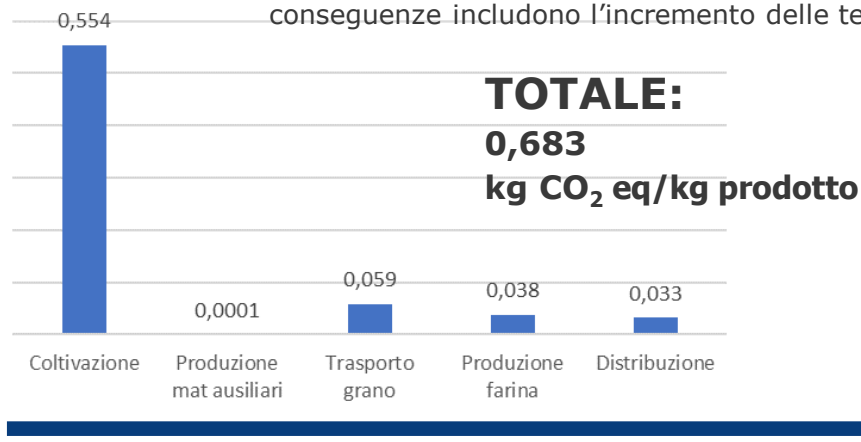 conseguenze includono l’incremento delle te
0,554
TOTALE:
0,683
kg CO₂ eq/kg prodotto
0,0001
0,059
0,038
0,033
Coltivazione
Produzione
mat ausiliari
Trasporto
grano
Produzione
farina
Distribuzione